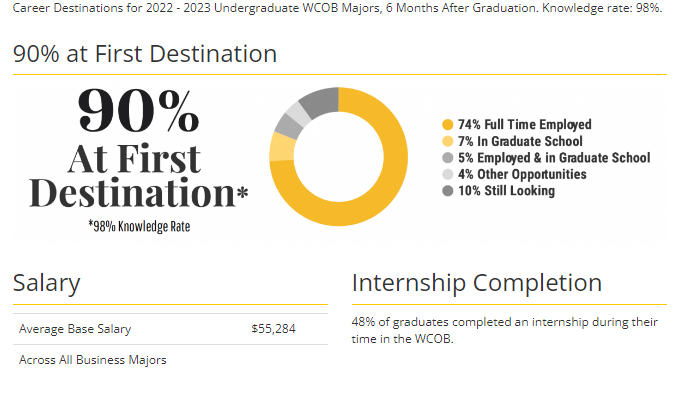 Career Destinations for 2022 - 2023 Undergraduate WCOB Majors, 6 Months After Graduation. Knowledge rate: 98%.
90% at First Destination
90%
At First
Destination*
*98% Knowledge Rate
74% Full Time Employed
7% In Graduate School
5% Employed & in Graduate School
4% Other Opportunities
10% Still Looking
Salary
Average Base Salary $55,284
Across All Business Majors
Internship Completion
48% of graduates completed an internship during their
time in the WCOB.